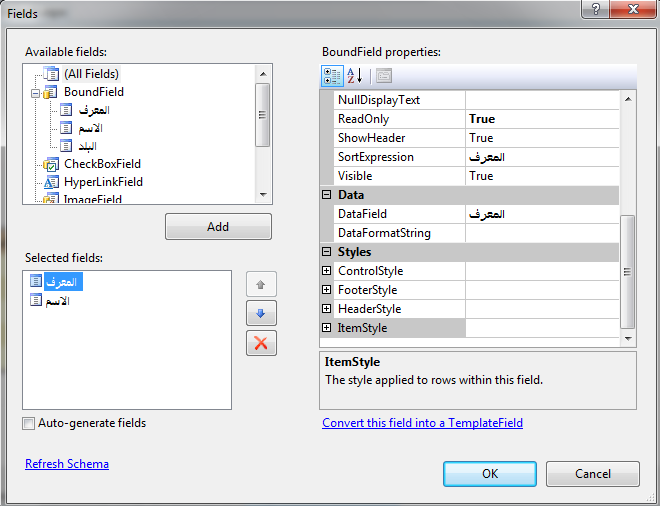 Fields
Available fields:
(All Fields)
BoundField
المعرف
الاسم
البلد
CheckBoxField
HyperLinkField
ImageField
Add
Selected fields:
المعرف
الاسم
Auto-generate fields
Refresh Schema
BoundField properties:
NullDisplayText
ReadOnly True
ShowHeader True
SortExpression المعرف
Visible True
Data
DataField المعرف
DataFormatString
Styles
ControlStyle
FooterStyle
HeaderStyle
ItemStyle
ItemStyle
The style applied to rows within this field.
Convert this field into a TemplateField
OK Cancel